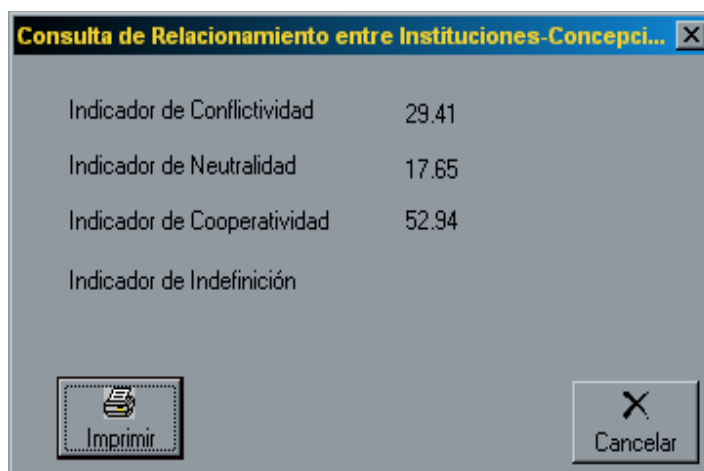 Consulta de Relacionamiento entre Instituciones-Concepci...
Indicador de Conflictividad 29.41
Indicador de Neutralidad 17.65
Indicador de Cooperatividad 52.94
Indicador de Indefinición
Imprimir Cancelar